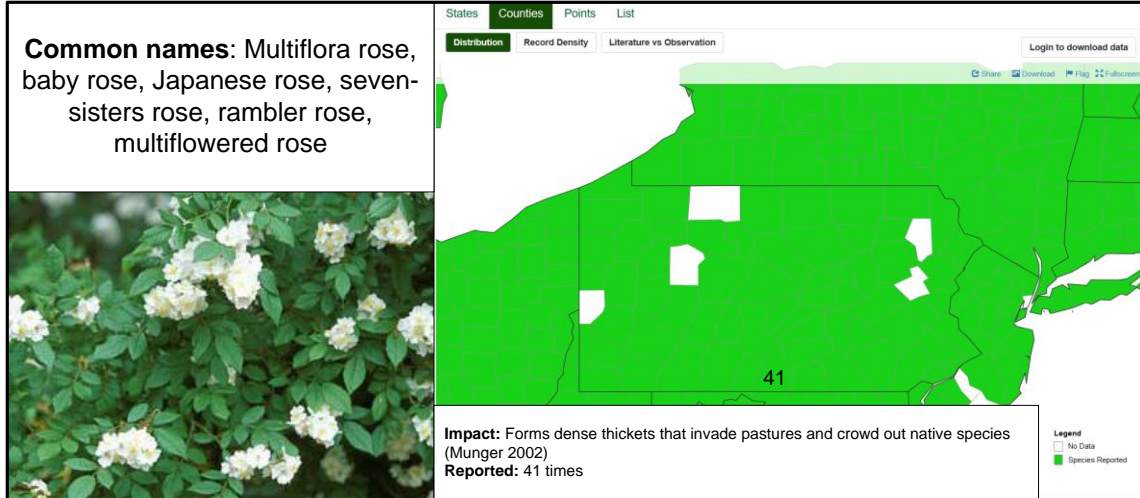 Common names: Multiflora rose,
baby rose, Japanese rose, seven-
sisters rose, rambler rose,
multiflowered rose
States Counties Points List
Distribution Record Density Literature vs Observation
Login to download data
Share Download Flag Fullscreen
41
Impact: Forms dense thickets that invade pastures and crowd out native species
(Munger 2002)
Reported: 41 times
Legend
No Data
Species Reported